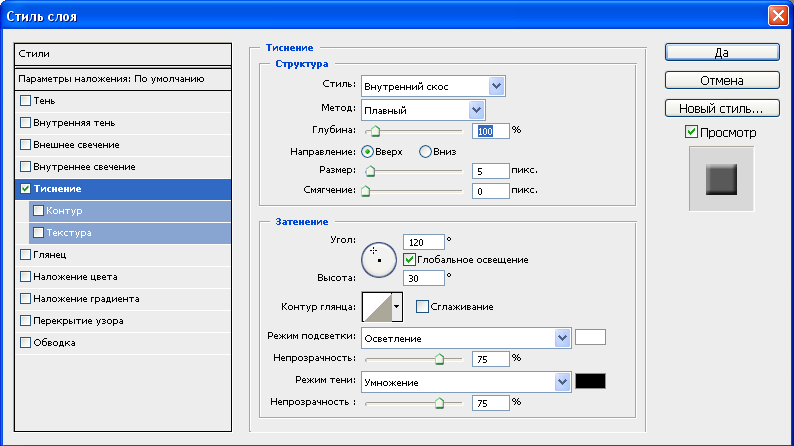 Стиль слоя
Стили
Параметры наложения: По умолчанию
Тень
Внутренняя тень
Внешнее свечение
Внутреннее свечение
Тиснение
Контур
Текстура
Глянец
Наложение цвета
Наложение градиента
Перекрытие узора
Обводка
Тиснение
Структура
Стиль: Внутренний скос
Метод: Плавный
Глубина: 100 %
Направление: Вверх Вниз
Размер: 5 пикс.
Смягчение: 0 пикс.
Затенение
Угол: 120 °
Глобальное освещение
Высота: 30 °
Контур глянца: Сглаживание
Режим подсветки: Осветление
Непрозрачность: 75 %
Режим тени: Умножение
Непрозрачность : 75 %
Да
Отмена
Новый стиль...
Просмотр